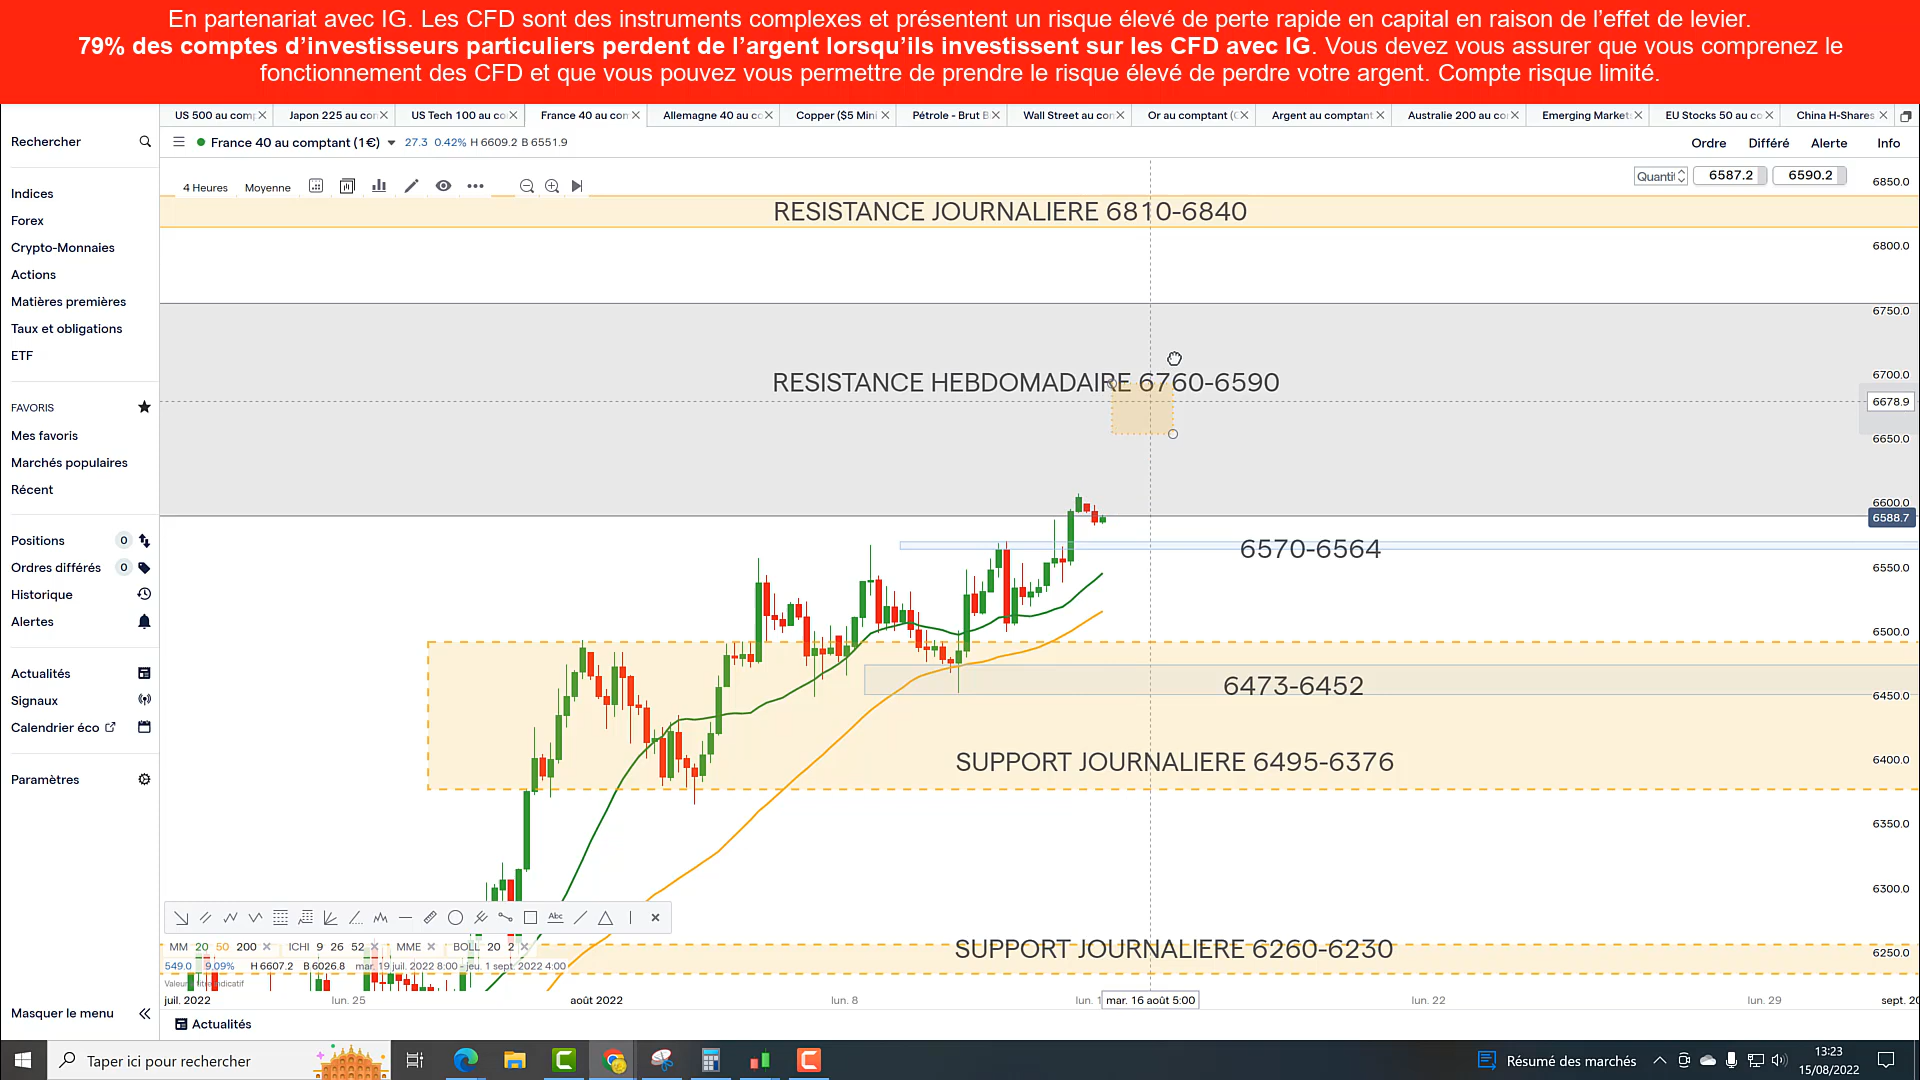 En partenariat avec IG. Les CFD sont des instruments complexes et présentent un risque élevé de perte rapide en capital en raison de l’effet de levier.
79% des comptes d’investisseurs particuliers perdent de l’argent lorsqu’ils investissent sur les CFD avec IG. Vous devez vous assurer que vous comprenez le
fonctionnement des CFD et que vous pouvez vous permettre de prendre le risque élevé de perdre votre argent. Compte risque limité.
US 500 au comp
Japon 225 au con
US Tech 100 au co
France 40 au con
Allemagne 40 au c
Copper ($5 Mini
Pétrole - Brut B
Wall Street au con
Or au comptant (
Argent au comptant
Australie 200 au co
Emerging Market
EU Stocks 50 au c
China H-Shares
Rechercher
France 40 au comptant (1€) 27.3 0.42% H 6609.2 B 6551.9
Ordre Différé Alerte Info
4 Heures Moyenne
Quanti 6587.2 6590.2
Indices
Forex
Crypto-Monnaies
Actions
Matières premières
Taux et obligations
ETF
FAVORIS
Mes favoris
Marchés populaires
Récent
Positions 0
Ordres différés 0
Historique
Alertes
Actualités
Signaux
Calendrier éco
Paramètres
Masquer le menu
RESISTANCE JOURNALIERE 6810-6840
RESISTANCE HEBDOMADAIRE 6760-6590
6570-6564
6473-6452
SUPPORT JOURNALIERE 6495-6376
SUPPORT JOURNALIERE 6260-6230
6850.0
6800.0
6750.0
6700.0
6678.9
6650.0
6600.0
6588.7
6550.0
6500.0
6450.0
6400.0
6350.0
6300.0
6250.0
Abc
MM 20 50 200 ICHI 9 26 52 MME BOLL 20 2
549.0 9.09% H 6607.2 B 6026.8 mar. 19 juil. 2022 8:00 - jeu. 1 sept. 2022 4:00
juil. 2022 lun. 25 août 2022 lun. 8 lun. 1 mar. 16 août 5:00 lun. 22 lun. 29 sept. 20
Actualités
Taper ici pour rechercher
Résumé des marchés
13:23
15/08/2022